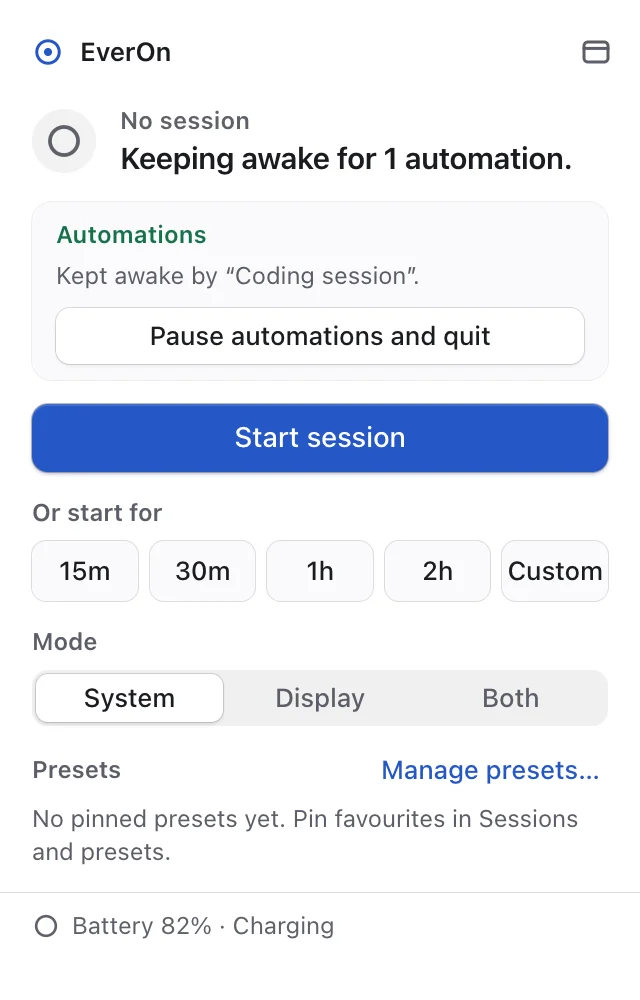 EverOn
No session
Keeping awake for 1 automation.
Automations
Kept awake by “Coding session”.
Pause automations and quit
Start session
Or start for
15m 30m 1h 2h Custom
Mode
System Display Both
Presets Manage presets...
No pinned presets yet. Pin favourites in Sessions
and presets.
Battery 82% · Charging